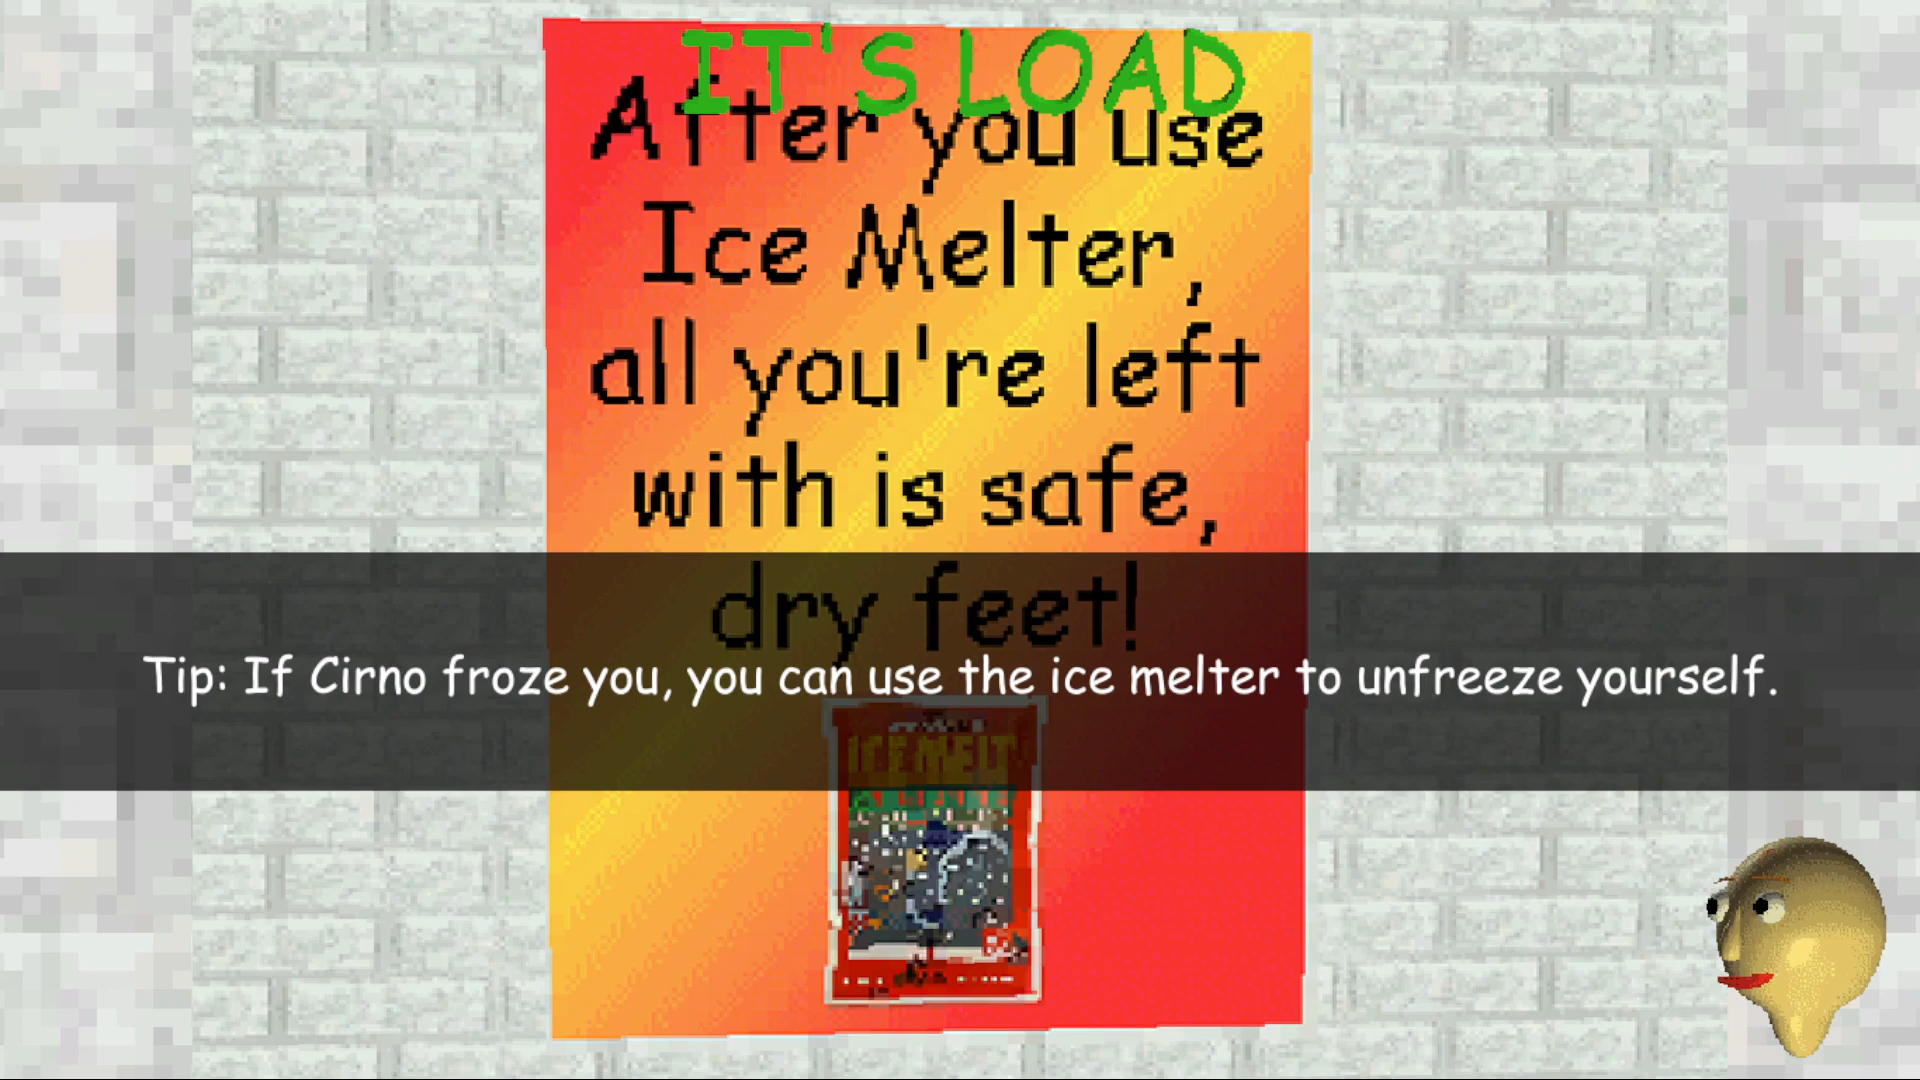 IT'S LOAD
After you use
Ice Melter,
all you're left
with is safe,
dry feet!
Tip: If Cirno froze you, you can use the ice melter to unfreeze yourself.
ICE MELT